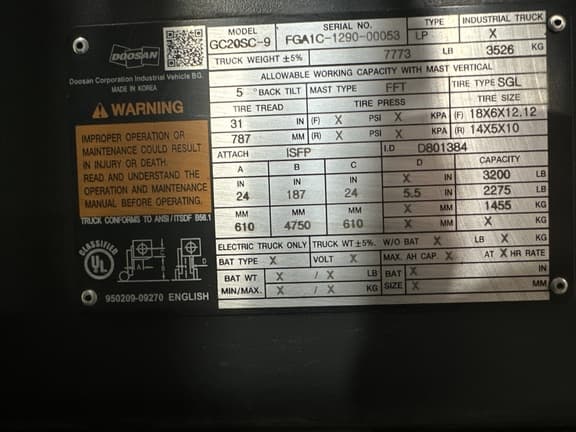 DOOSAN
Doosan Corporation Industrial Vehicle BG.
MADE IN KOREA
WARNING
IMPROPER OPERATION OR
MAINTENANCE COULD RESULT
IN INJURY OR DEATH.
READ AND UNDERSTAND THE
OPERATION AND MAINTENANCE
MANUAL BEFORE OPERATING.
TRUCK CONFORMS TO ANSI/ITSDF B56.1
CLASSIFIED
UL
A D
950209-09270 ENGLISH
MODEL SERIAL NO. TYPE INDUSTRIAL TRUCK
GC20SC-9 FGA1C-1290-00053 LP X
TRUCK WEIGHT ±5% 7773 LB 3526 KG
ALLOWABLE WORKING CAPACITY WITH MAST VERTICAL
5 °BACK TILT MAST TYPE FFT TIRE TYPE SGL
TIRE TREAD TIRE PRESS TIRE SIZE
31 IN (F) X PSI X KPA (F) 18X6X12.12
787 MM (R) X PSI X KPA (R) 14X5X10
ATTACH ISFP I.D D801384
A B C D CAPACITY
IN IN IN X IN 3200 LB
24 187 24 5.5 IN 2275 LB
MM MM MM X MM 1455 KG
610 4750 610 X MM X KG
ELECTRIC TRUCK ONLY TRUCK WT ±5%. W/O BAT X LB X KG
BAT TYPE X VOLT X MAX. AH CAP. X AT X HR RATE
BAT WT X / X LB BAT X IN
MIN/MAX. X / X KG SIZE X MM